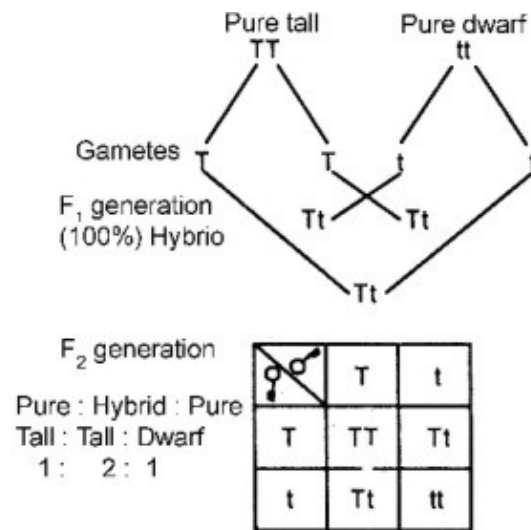 Pure tall Pure dwarf
TT tt
Gametes T T t t
F₁ generation Tt Tt
(100%) Hybrio
Tt
F₂ generation
T t
Pure : Hybrid : Pure
Tall : Tall : Dwarf T TT Tt
1 : 2 : 1
t Tt tt